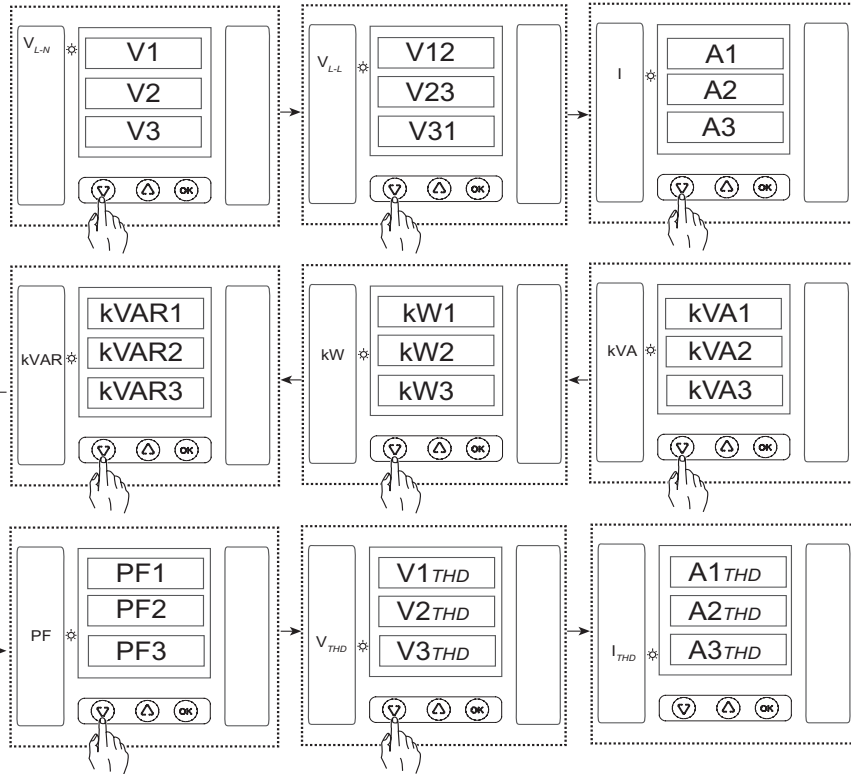 V L-N
V1
V2
V3
OK
V L-L
V12
V23
V31
OK
I
A1
A2
A3
OK
kVAR
kVAR1
kVAR2
kVAR3
OK
kW
kW1
kW2
kW3
OK
kVA
kVA1
kVA2
kVA3
OK
PF
PF1
PF2
PF3
OK
V THD
V1THD
V2THD
V3THD
OK
I THD
A1THD
A2THD
A3THD
OK